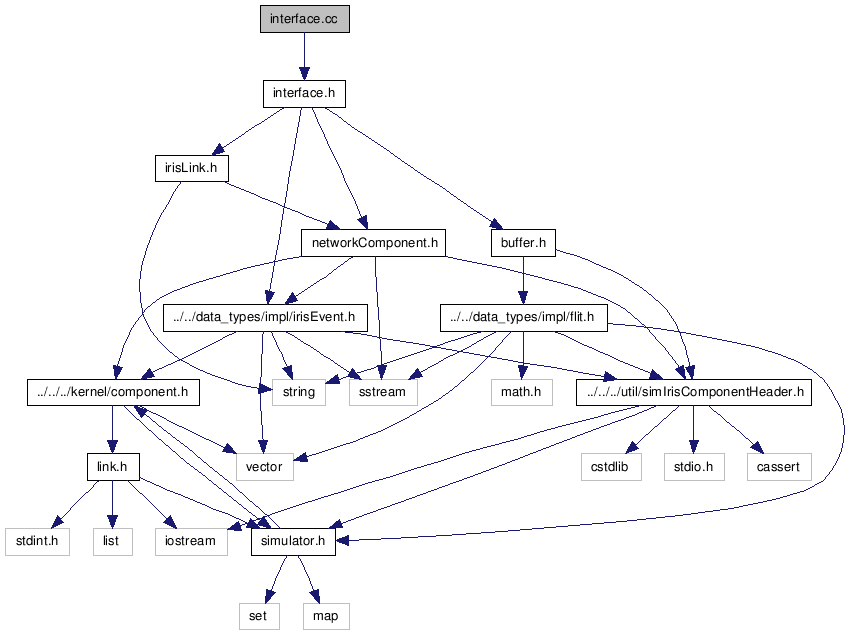 interface.cc
interface.h
irisLink.h
networkComponent.h
buffer.h
../../data_types/impl/irisEvent.h
../../data_types/impl/flit.h
../../../kernel/component.h
string
sstream
math.h
../../../util/simIrisComponentHeader.h
link.h
vector
cstdlib
stdio.h
cassert
stdint.h
list
iostream
simulator.h
set
map